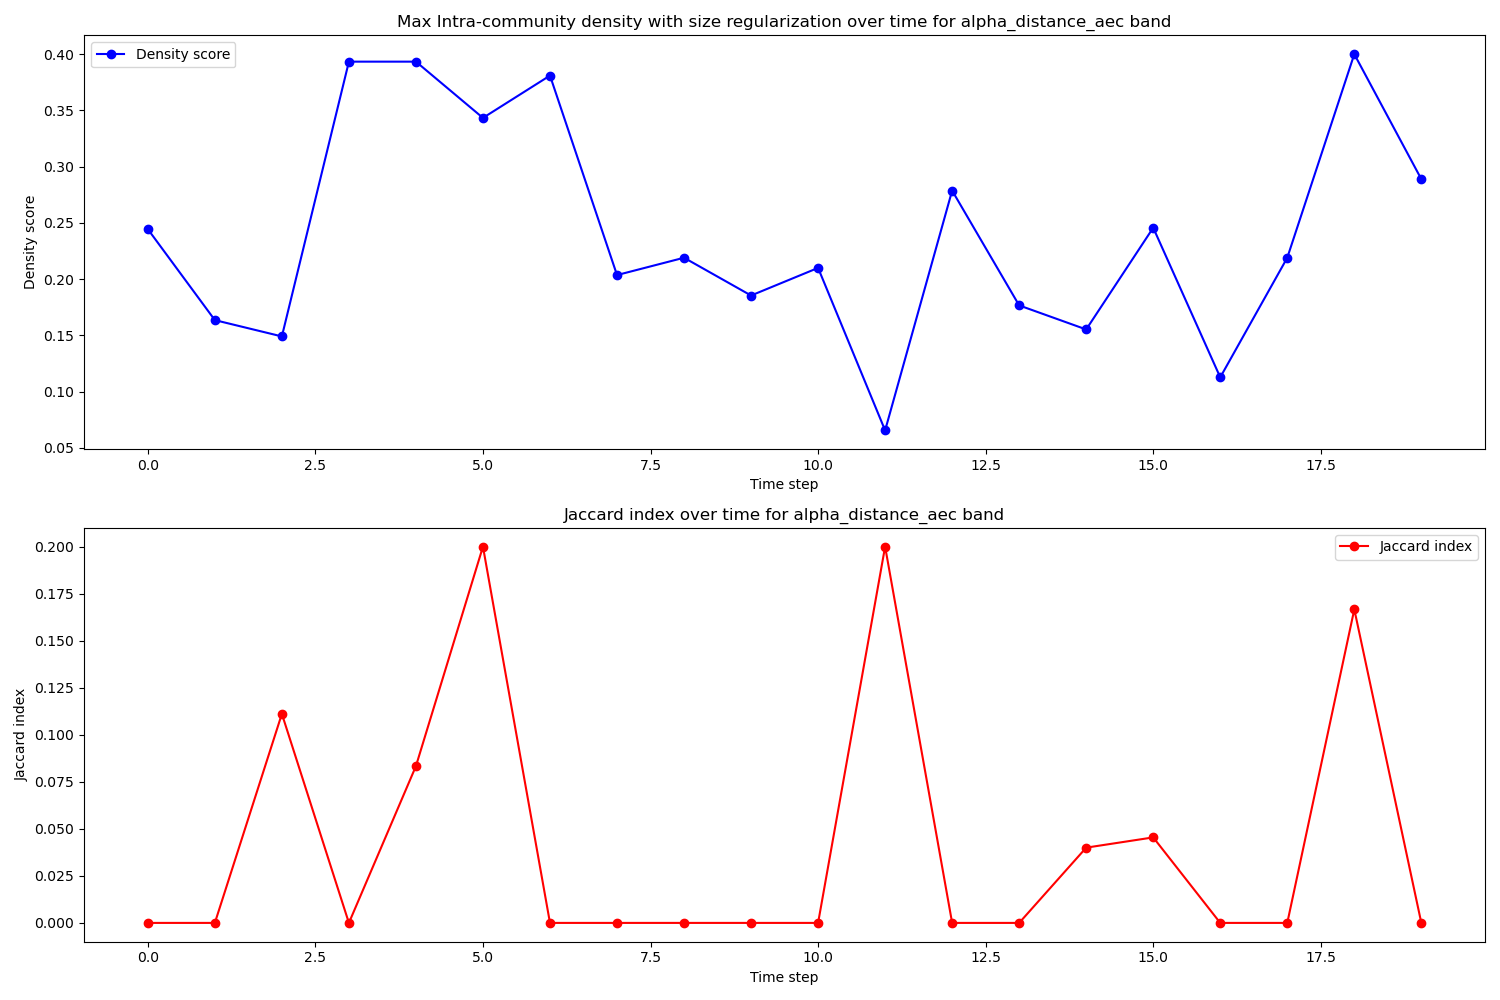 Max Intra-community density with size regularization over time for alpha_distance_aec band
Density score
0.40
0.35
0.30
0.25
0.20
0.15
0.10
0.05
Density score
0.0 2.5 5.0 7.5 10.0 12.5 15.0 17.5
Time step
Jaccard index over time for alpha_distance_aec band
Jaccard index
0.200
0.175
0.150
0.125
0.100
0.075
0.050
0.025
0.000
Jaccard index
0.0 2.5 5.0 7.5 10.0 12.5 15.0 17.5
Time step